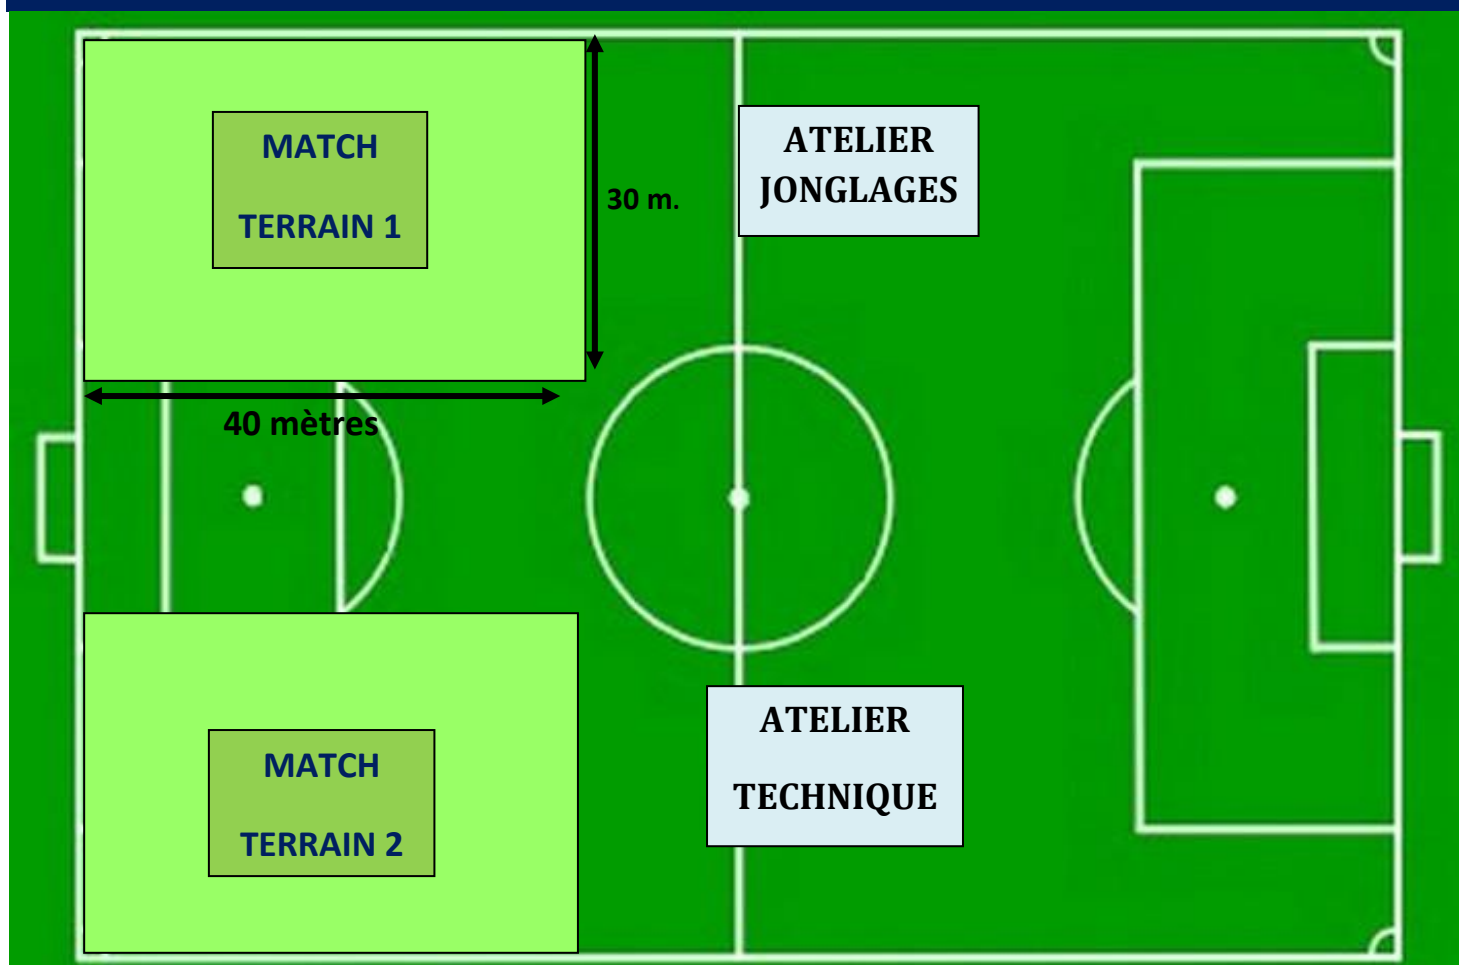 MATCH
TERRAIN 1
30 m.
ATELIER
JONGLAGES
40 mètres
MATCH
TERRAIN 2
ATELIER
TECHNIQUE